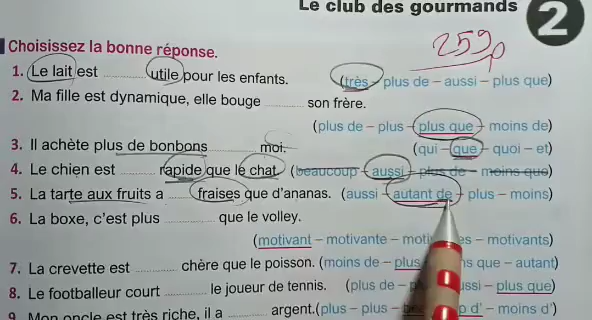 Le club des gourmands
2
259
Choisissez la bonne réponse.
1. Le lait est ............ utile pour les enfants. (très – plus de – aussi – plus que)
2. Ma fille est dynamique, elle bouge ............ son frère.
(plus de – plus – plus que – moins de)
3. Il achète plus de bonbons ............ moi. (qui – que – quoi – et)
4. Le chien est ............ rapide que le chat. (beaucoup – aussi – plus de – moins que)
5. La tarte aux fruits a ............ fraises que d'ananas. (aussi – autant de – plus – moins)
6. La boxe, c'est plus ............ que le volley.
(motivant – motivante – es – motivants)
7. La crevette est ............ chère que le poisson. (moins de – plus – ns que – autant)
8. Le footballeur court ............ le joueur de tennis. (plus de – ussi – plus que)
9. Mon oncle est très riche, il a ............ argent. (plus – plus – p d' – moins d')